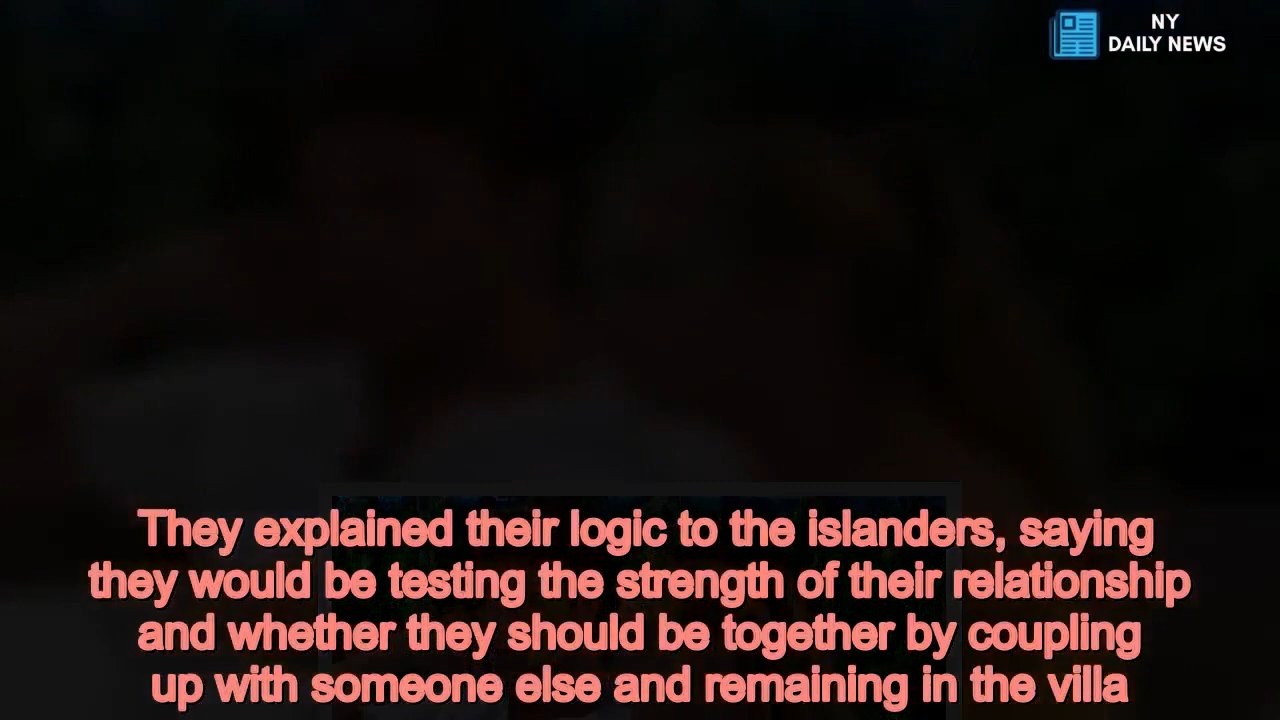 NY
DAILY NEWS
They explained their logic to the islanders, saying
they would be testing the strength of their relationship
and whether they should be together by coupling
up with someone else and remaining in the villa